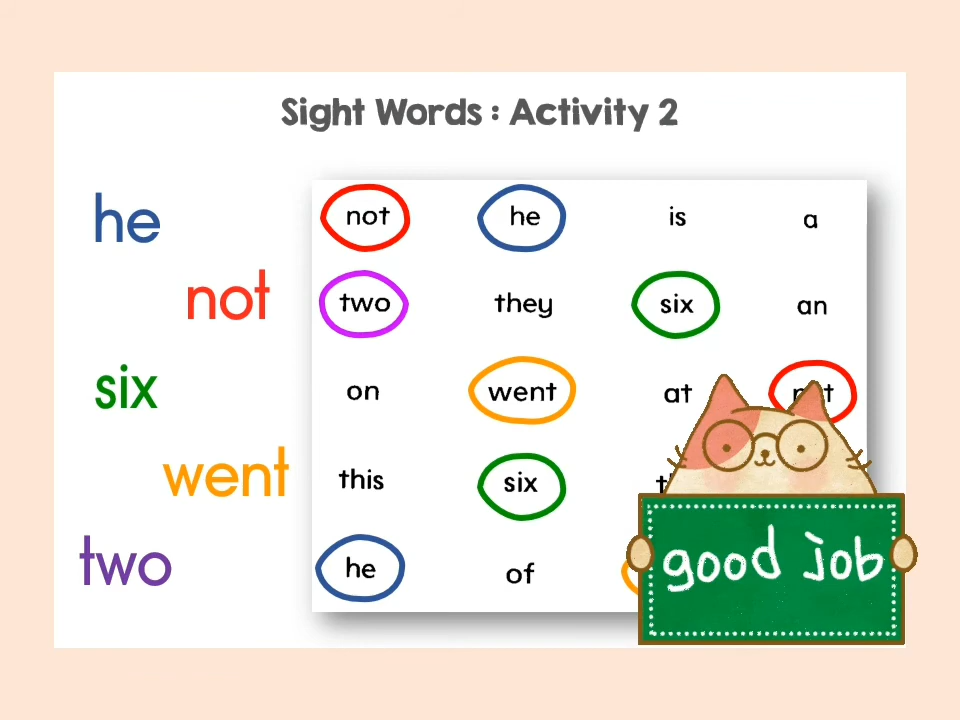 Sight Words : Activity 2
he
not
six
went
two
not he is a
two they six an
on went at
this six
he of
good job